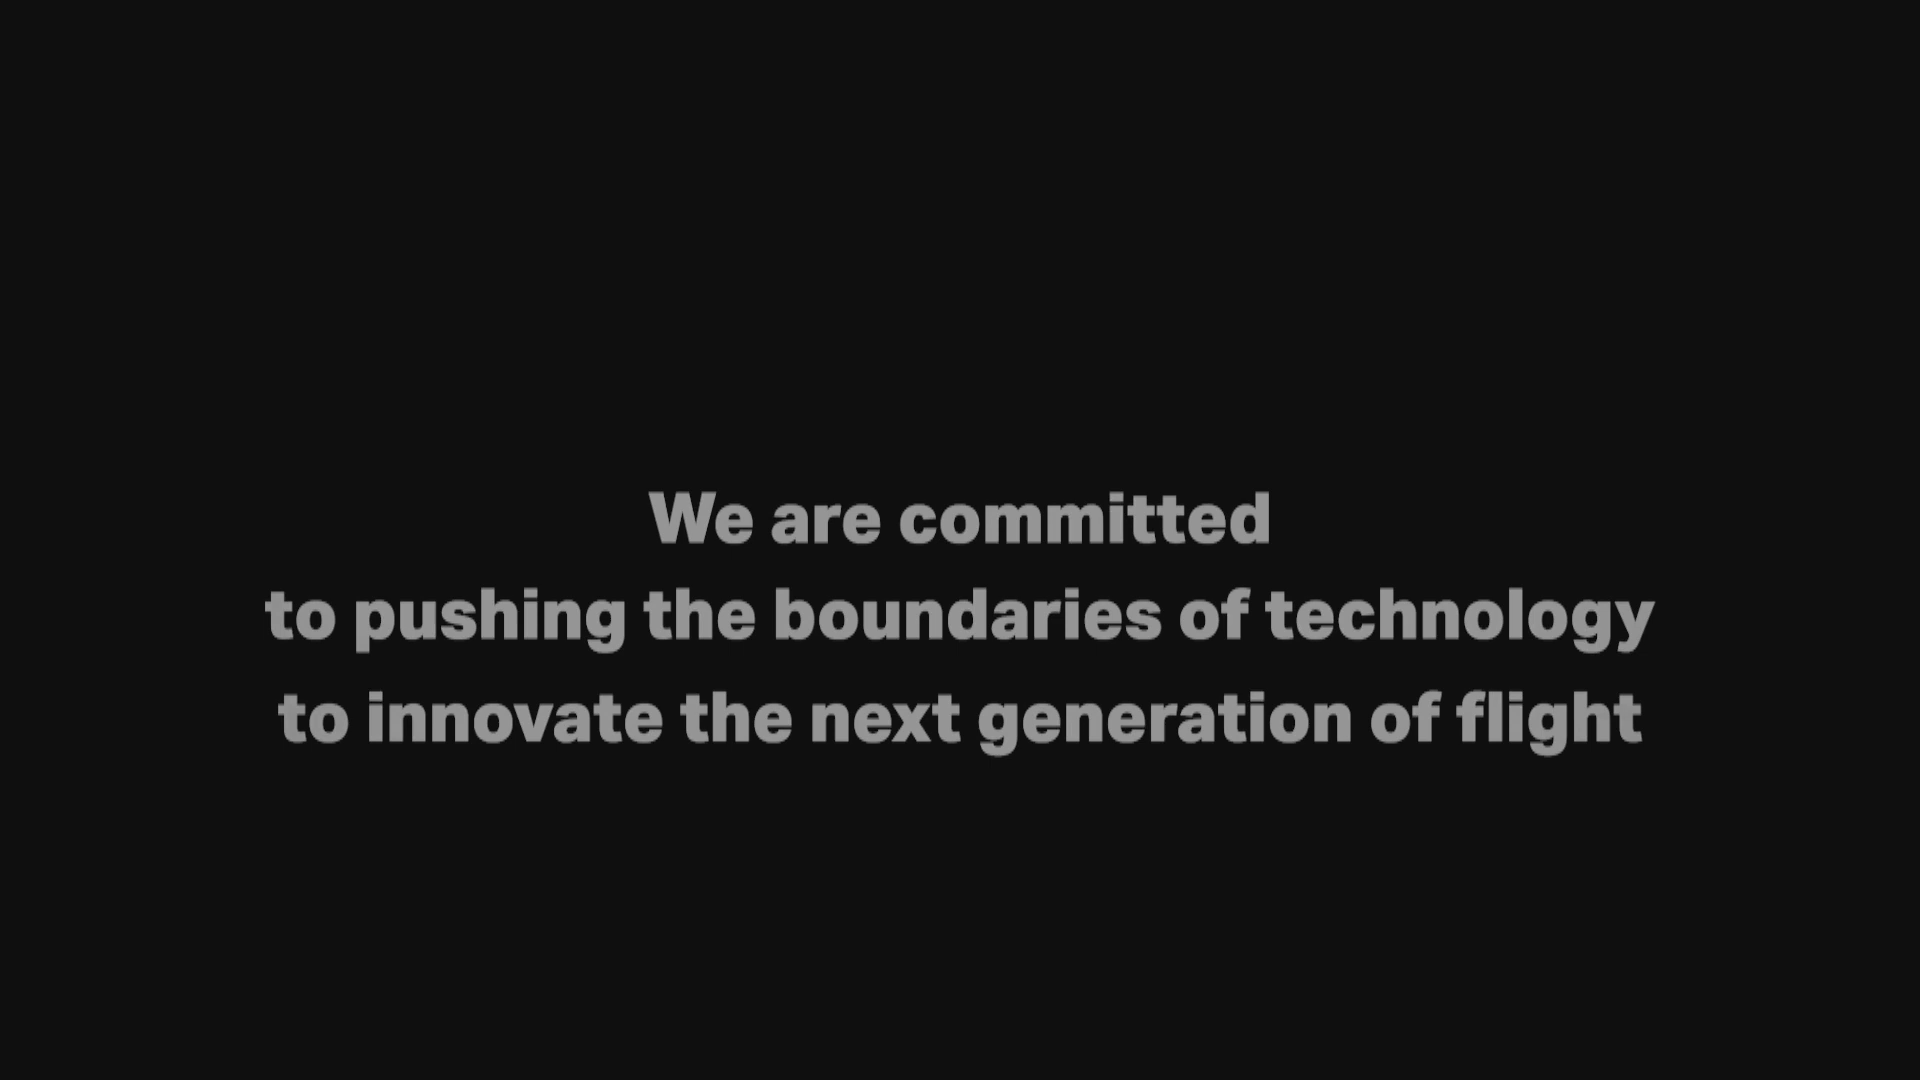 We are committed
to pushing the boundaries of technology
to innovate the next generation of flight